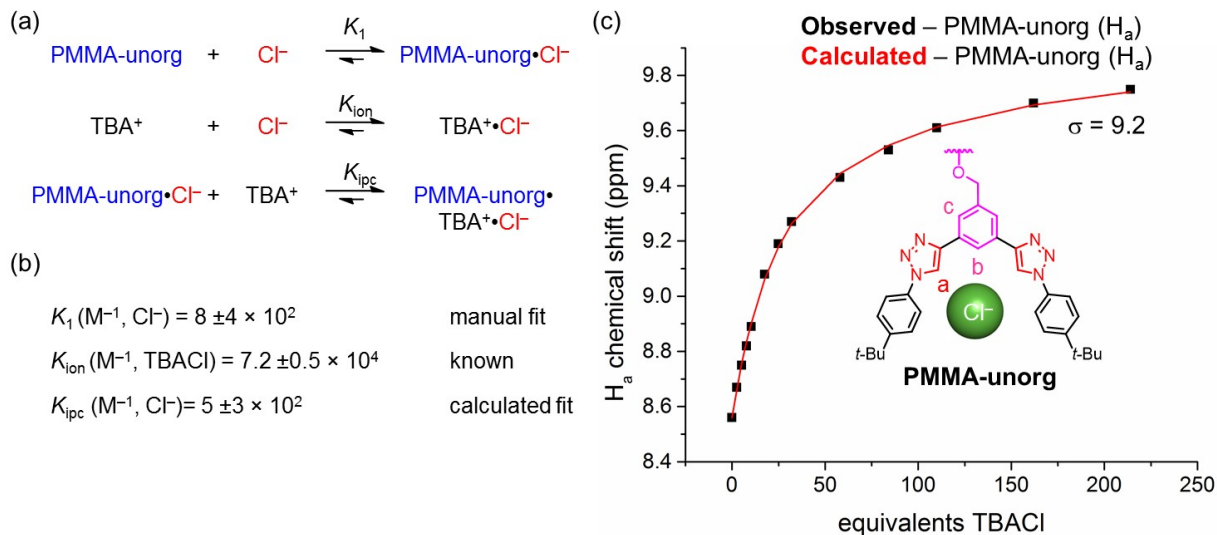 (a)
K₁
PMMA-unorg + Cl⁻ PMMA-unorg•Cl⁻
K_ion
TBA⁺ + Cl⁻ TBA⁺•Cl⁻
K_ipc
PMMA-unorg•Cl⁻ + TBA⁺ PMMA-unorg•
TBA⁺•Cl⁻
(b)
K₁ (M⁻¹, Cl⁻) = 8 ±4 × 10² manual fit
K_ion (M⁻¹, TBACl) = 7.2 ±0.5 × 10⁴ known
K_ipc (M⁻¹, Cl⁻)= 5 ±3 × 10² calculated fit
(c)
Observed – PMMA-unorg (Hₐ)
Calculated – PMMA-unorg (Hₐ)
Hₐ chemical shift (ppm)
9.8
9.6
9.4
9.2
9.0
8.8
8.6
8.4
σ = 9.2
O
c
N N
N N
N N
b
a
Cl⁻
t-Bu t-Bu
PMMA-unorg
0 50 100 150 200 250
equivalents TBACl